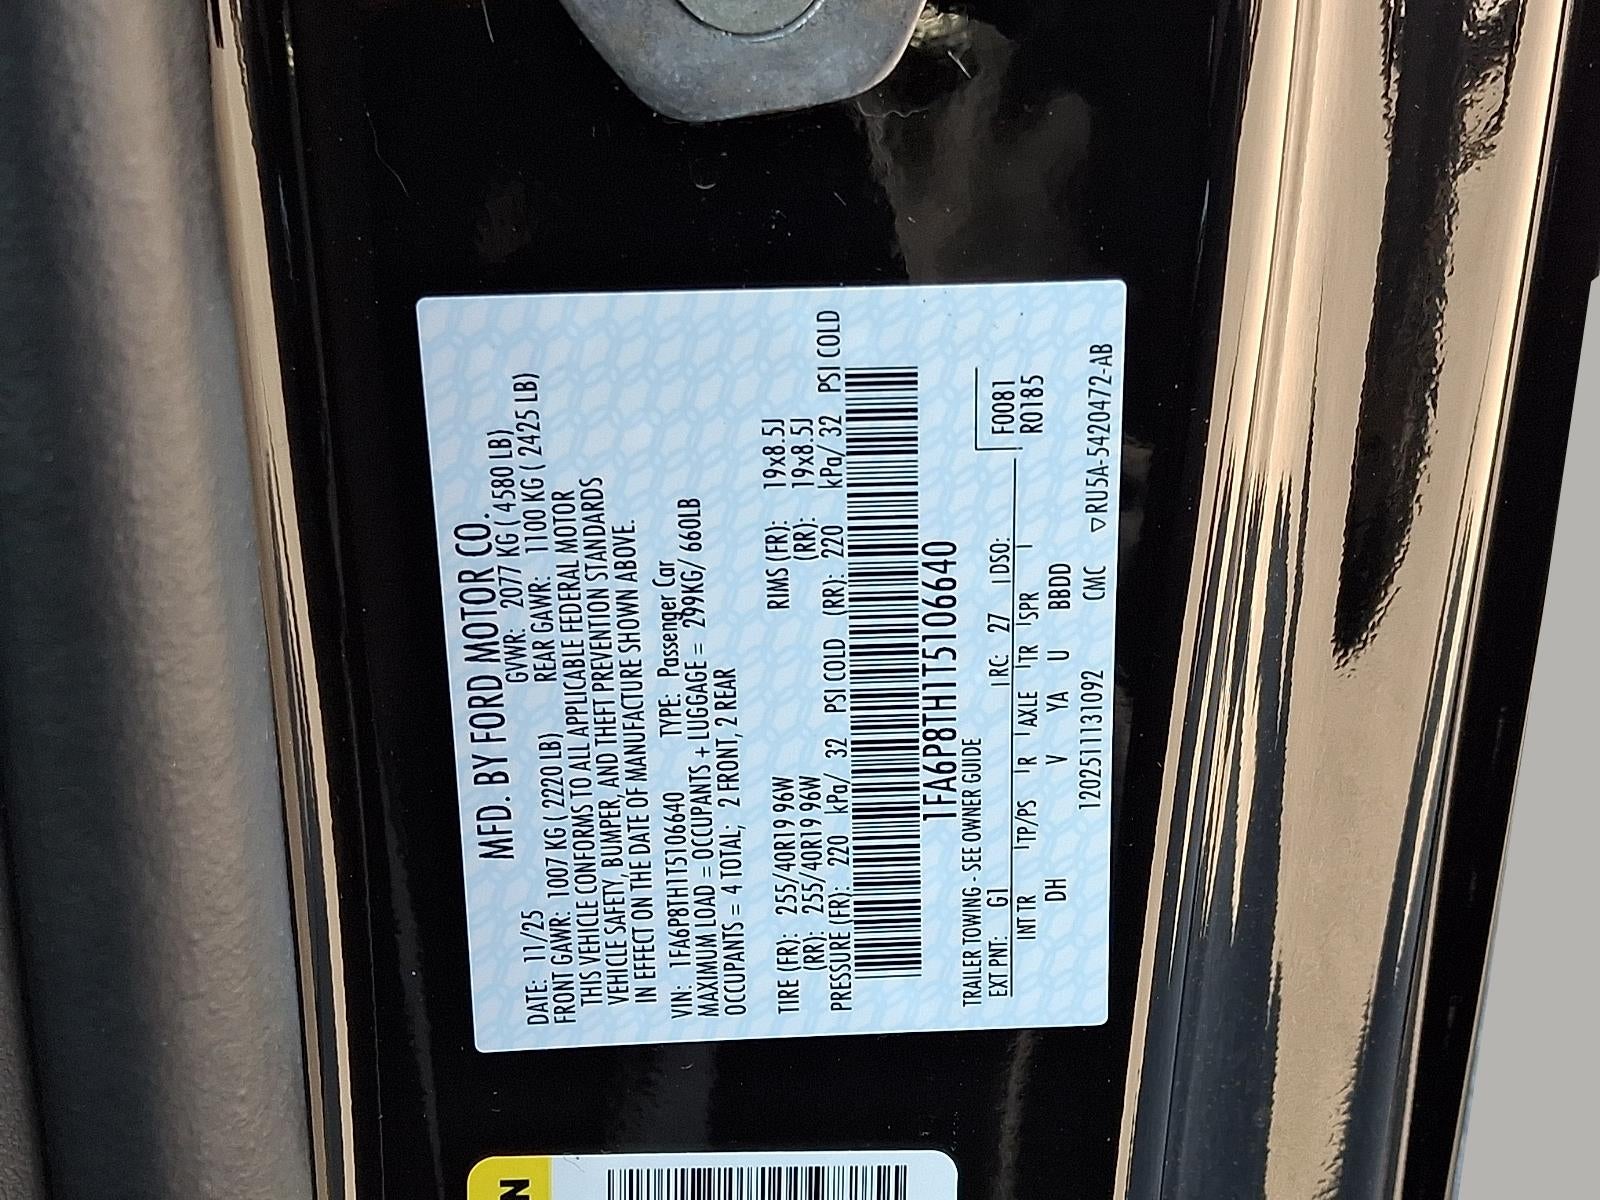 MFD. BY FORD MOTOR CO.
DATE: 11/25 GVWR: 2077 KG ( 4580 LB)
FRONT GAWR: 1007 KG ( 2220 LB) REAR GAWR: 1100 KG ( 2425 LB)
THIS VEHICLE CONFORMS TO ALL APPLICABLE FEDERAL MOTOR
VEHICLE SAFETY, BUMPER, AND THEFT PREVENTION STANDARDS
IN EFFECT ON THE DATE OF MANUFACTURE SHOWN ABOVE.
VIN: 1FA6P8TH1T5106640 TYPE: Passenger Car
MAXIMUM LOAD = OCCUPANTS + LUGGAGE = 299KG/ 660LB
OCCUPANTS = 4 TOTAL; 2 FRONT, 2 REAR
TIRE (FR): 255/40R19 96W RIMS (FR): 19x8.5J
(RR): 255/40R19 96W (RR): 19x8.5J
PRESSURE (FR): 220 kPa/ 32 PSI COLD (RR): 220 kPa/ 32 PSI COLD
1FA6P8TH1T5106640
TRAILER TOWING - SEE OWNER GUIDE
EXT PNT: G1 RC: 27 DSO: F0081
INT TR TP/PS R AXLE TR SPR R0185
DH V YA U BBDD
12025111131092 CMC ▽RU5A-5420472-AB